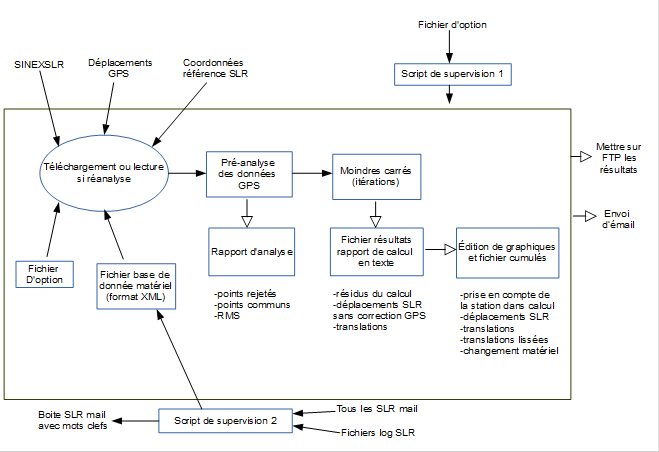 Fichier d'option
SINEXSLR
Déplacements
GPS
Coordonnées
référence SLR
Script de supervision 1
Téléchargement ou lecture
si réanalyse
Pré-analyse
des données
GPS
Moindres carrés
(itérations)
Mettre sur
FTP les
résultats
Envoi
d'émail
Fichier
D'option
Fichier base de
donnée matériel
(format XML)
Rapport d'analyse
Fichier résultats
rapport de calcul
en texte
Édition de graphiques
et fichier cumulés
-points rejetés
-points communs
-RMS
-résidus du calcul
-déplacements SLR
sans correction GPS
-translations
-prise en compte de
la station dans calcul
-déplacements SLR
-translations
-translations lissées
-changement matériel
Boite SLR mail
avec mots clefs
Script de supervision 2
Tous les SLR mail
Fichiers log SLR